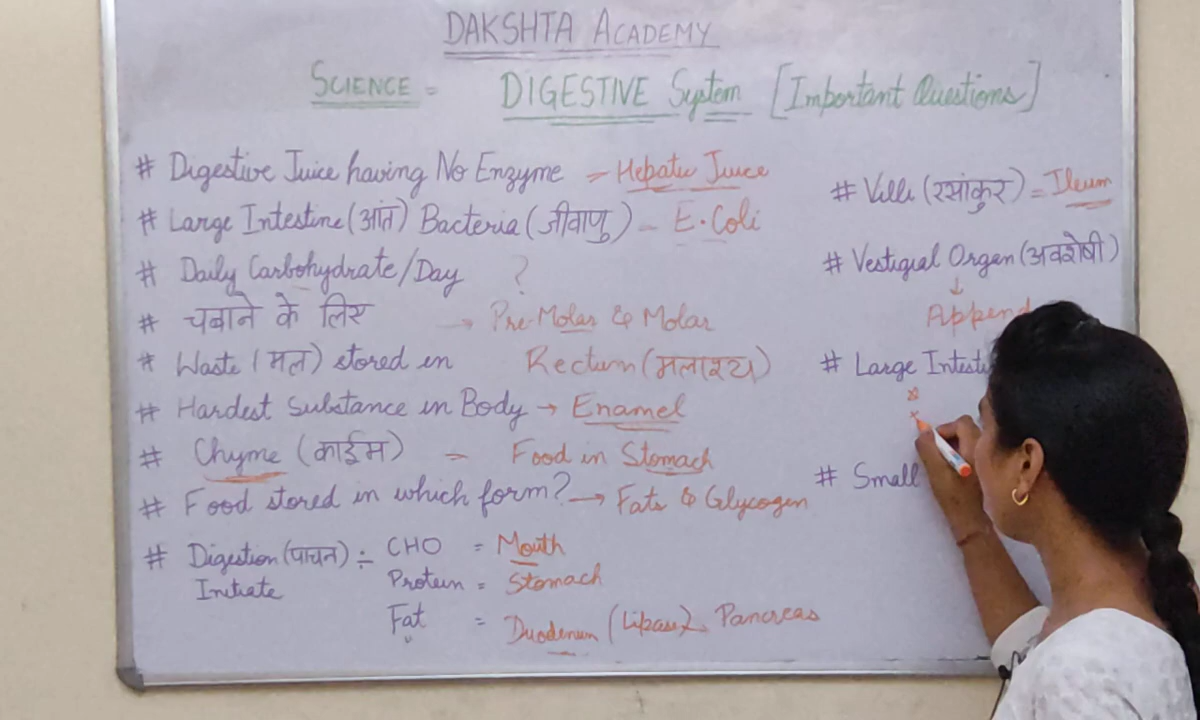 DAKSHTA ACADEMY
SCIENCE = DIGESTIVE System [Important Questions]
# Digestive Juice having No Enzyme = Hepatic Juice
# Large Intestine (आंत) Bacteria (जीवाणु) - E. Coli
# Daily Carbohydrate/Day ?
# चबाने के लिए → Pre-Molar & Molar
# Waste (मल) stored in Rectum (मलाश्य)
# Hardest Substance in Body → Enamel
# Chyme (काईम) = Food in Stomach
# Food stored in which form? → Fats & Glycogen
# Digestion (पाचन) ÷ CHO = Mouth
Initiate Protein = Stomach
Fat = Duodenum (Lipase) Pancreas
# Villi (रसांकुर) = Ileum
# Vestigial Organ (अवशेषी)
↓
Append
# Large Intesti
# Small